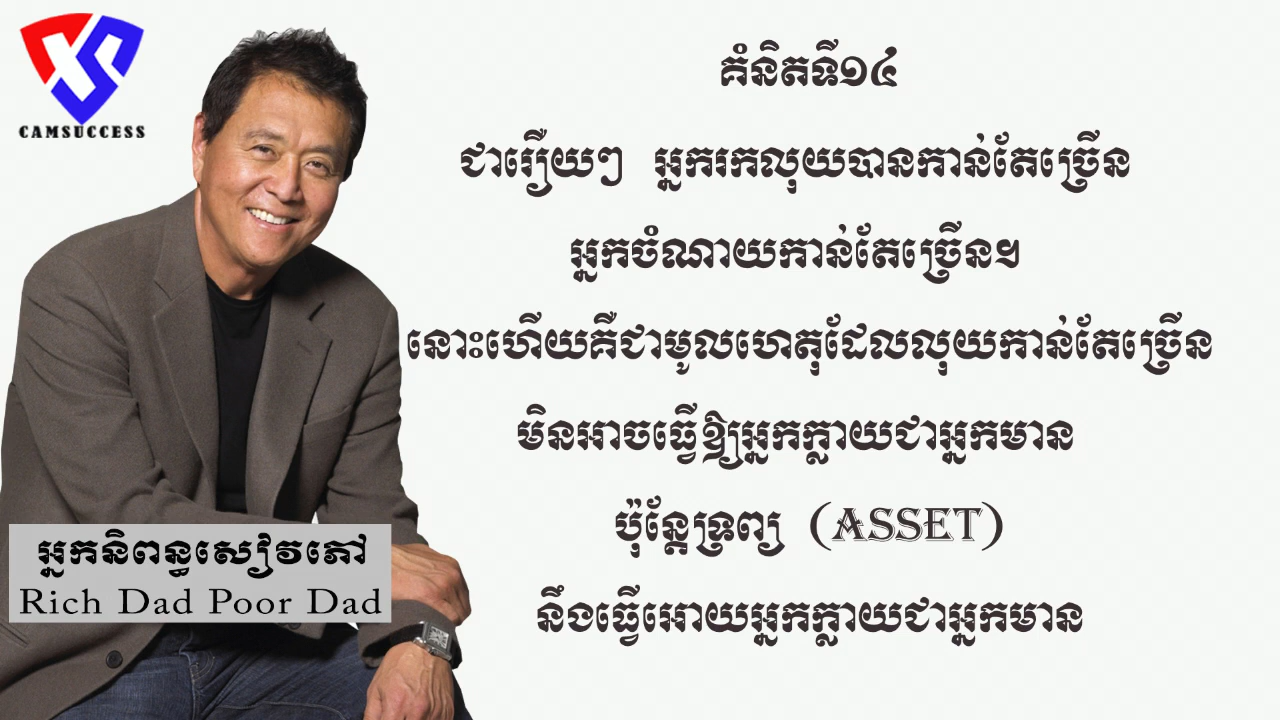 CAMSUCCESS
គំនិតទី១៤
ជារឿយៗ អ្នករកលុយបានកាន់តែច្រើន
អ្នកចំណាយកាន់តែច្រើន។
នោះហើយគឺជាមូលហេតុដែលលុយកាន់តែច្រើន
មិនអាចធ្វើឱ្យអ្នកក្លាយជាអ្នកមាន
ប៉ុន្តែទ្រព្យ (ASSET)
នឹងធ្វើអោយអ្នកក្លាយជាអ្នកមាន
អ្នកនិពន្ធសៀវភៅ
Rich Dad Poor Dad